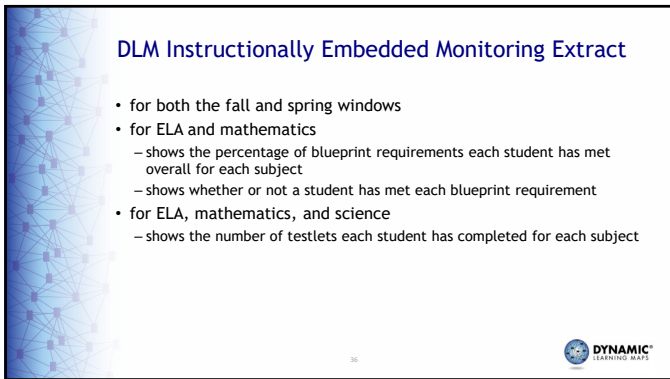 DLM Instructionally Embedded Monitoring Extract
• for both the fall and spring windows
• for ELA and mathematics
– shows the percentage of blueprint requirements each student has met
overall for each subject
– shows whether or not a student has met each blueprint requirement
• for ELA, mathematics, and science
– shows the number of testlets each student has completed for each subject
36
DYNAMIC®
LEARNING MAPS